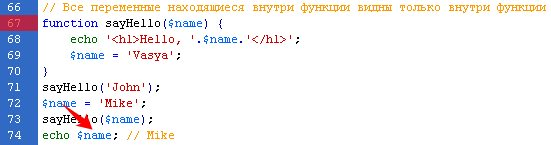 66 // Все переменные находящиеся внутри функции видны только внутри функции
67 function sayHello($name) {
68 echo '<h1>Hello, '.$name.'</h1>';
69 $name = 'Vasya';
70 }
71 sayHello('John');
72 $name = 'Mike';
73 sayHello($name);
74 echo $name; // Mike